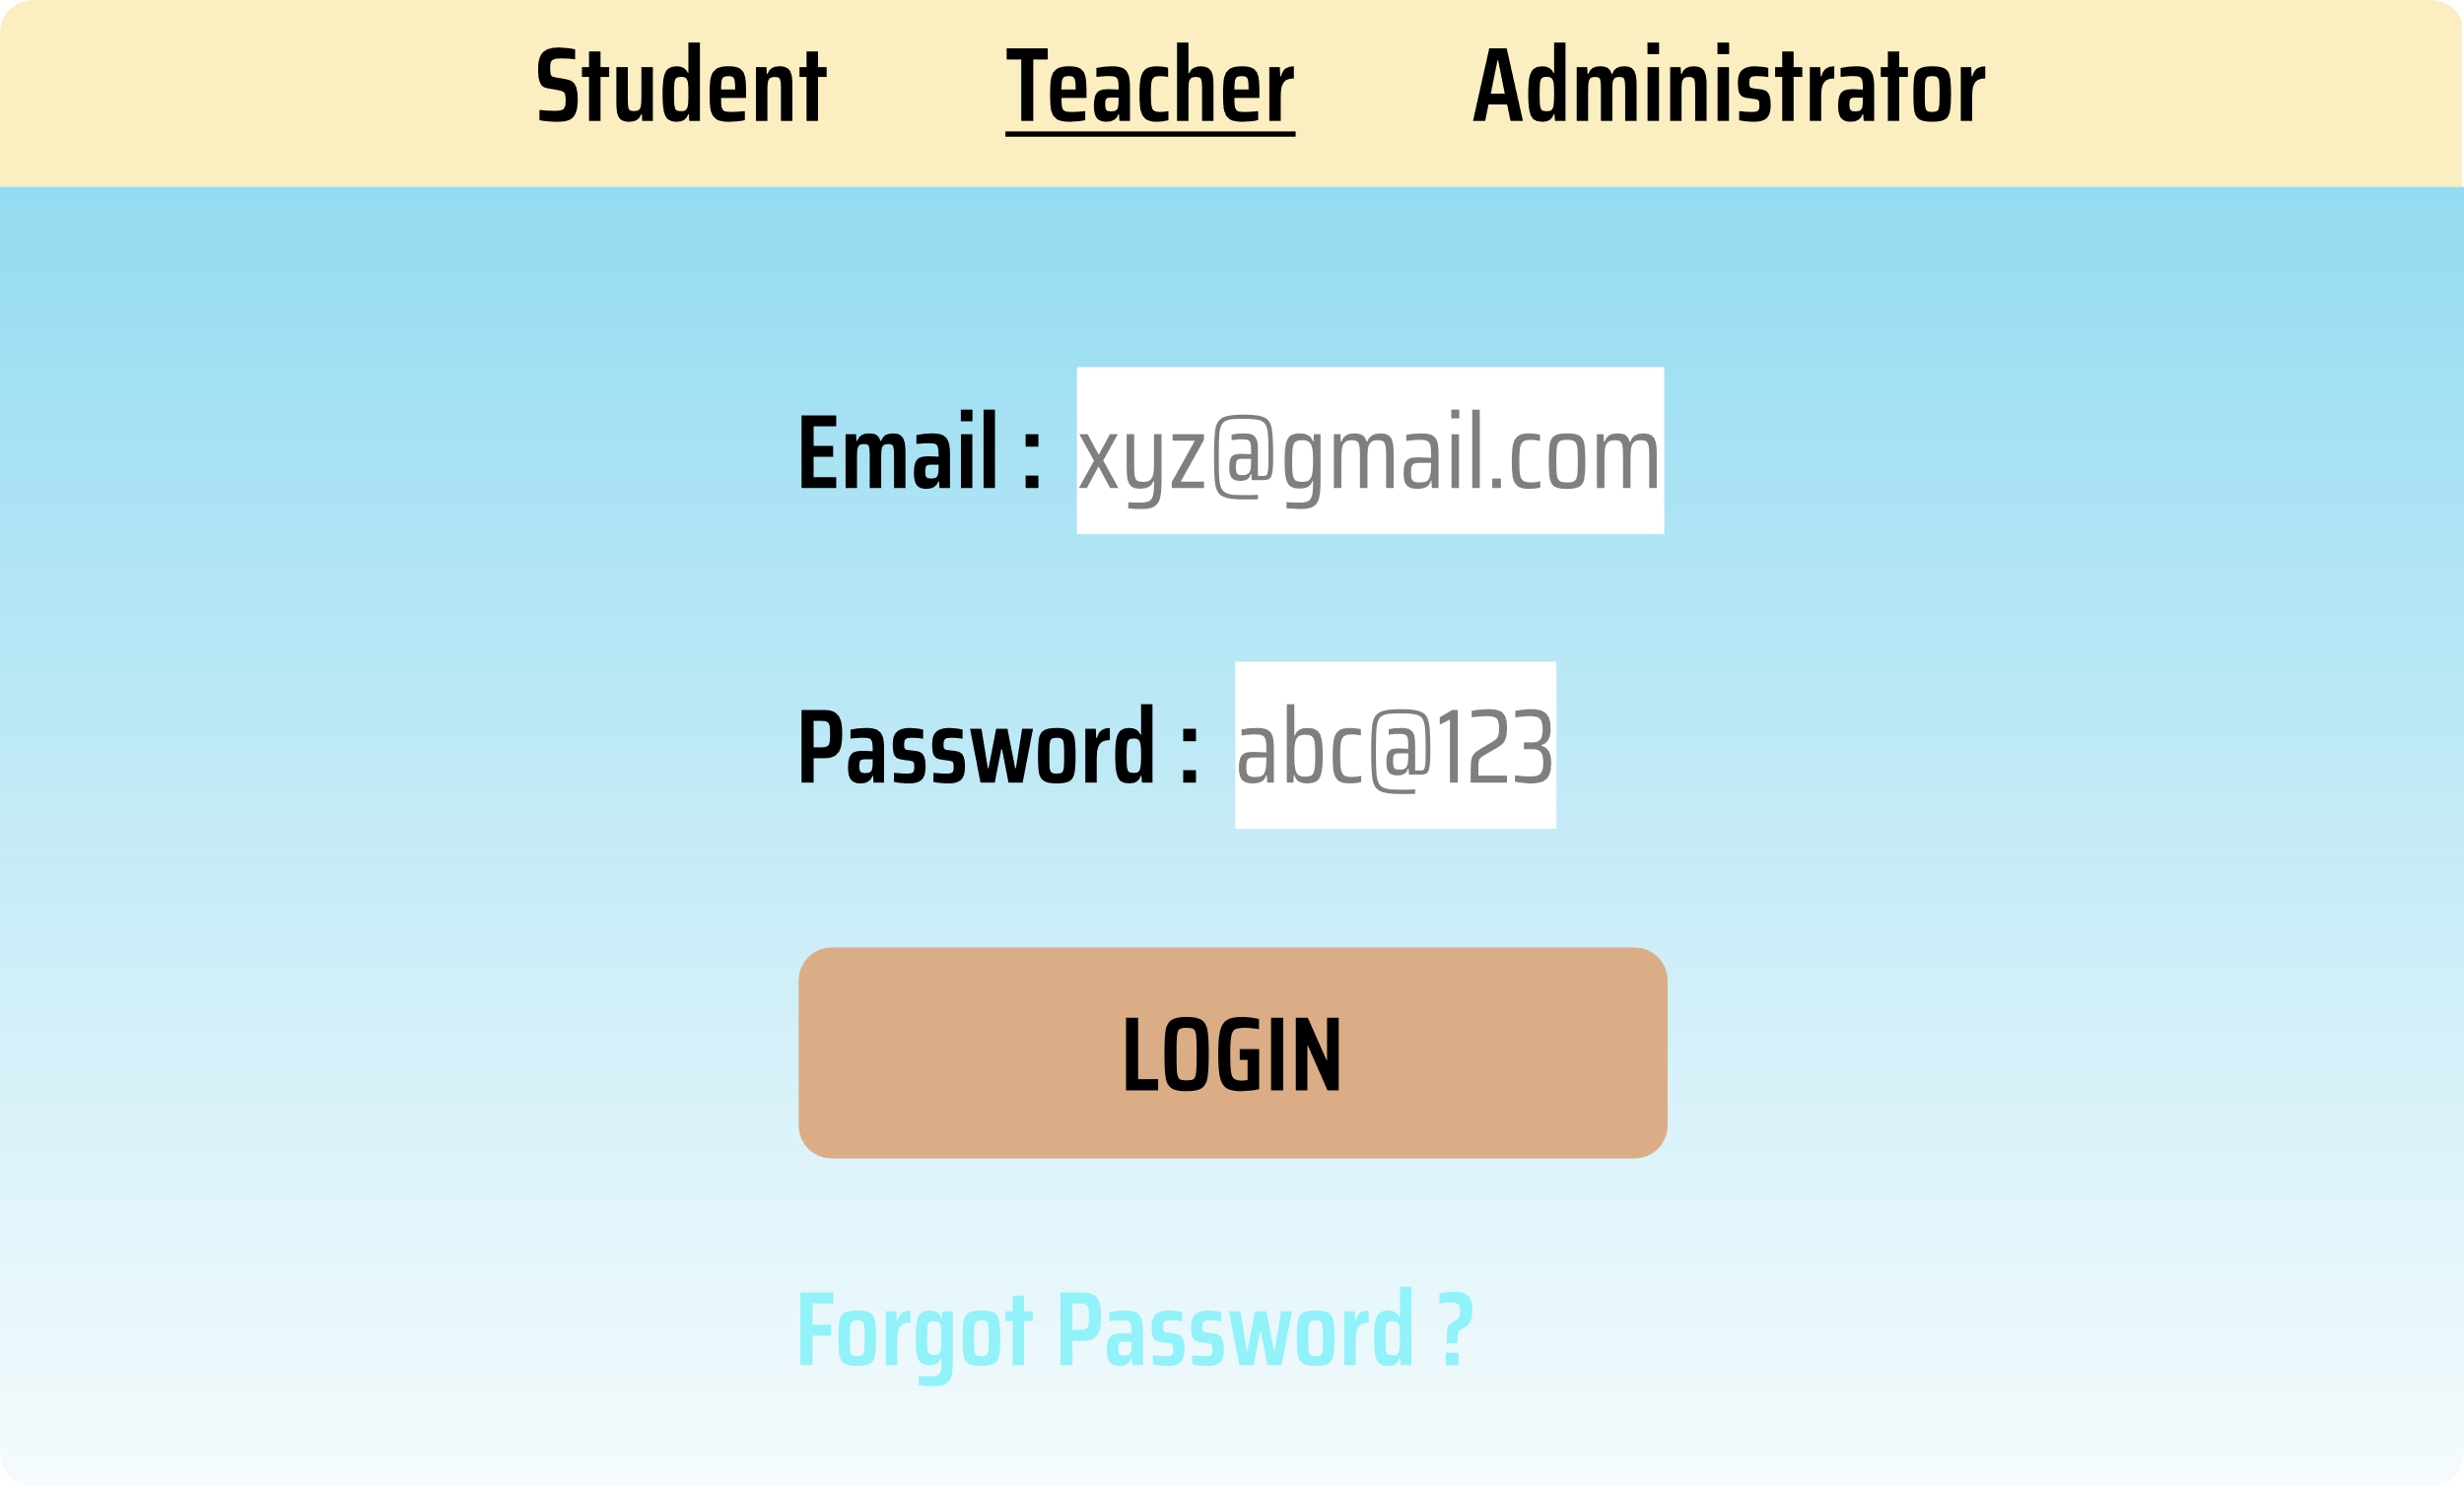 Student Teacher Administrator
Email : xyz@gmail.com
Password : abc@123
LOGIN
Forgot Password ?